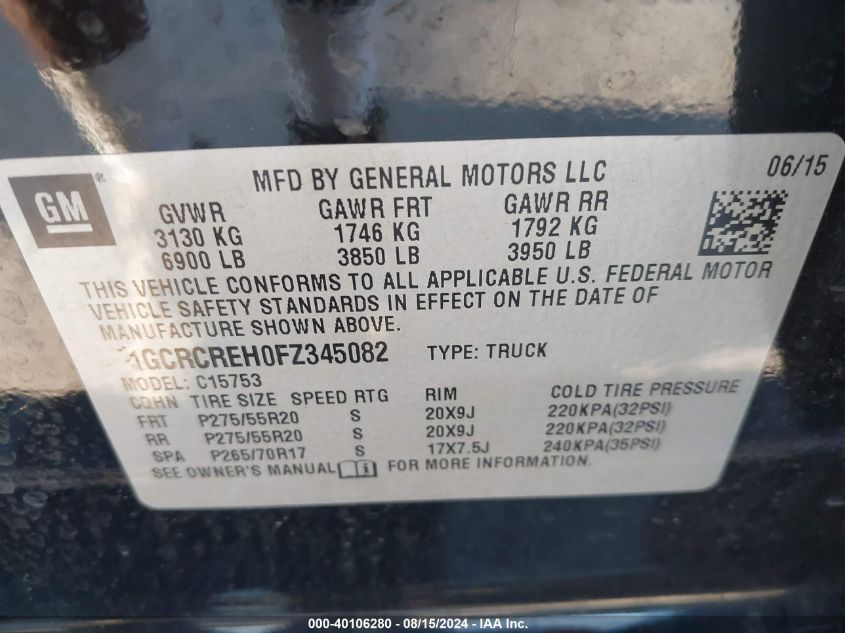 GM ®
MFD BY GENERAL MOTORS LLC 06/15
GVWR GAWR FRT GAWR RR
3130 KG 1746 KG 1792 KG
6900 LB 3850 LB 3950 LB
THIS VEHICLE CONFORMS TO ALL APPLICABLE U.S. FEDERAL MOTOR
VEHICLE SAFETY STANDARDS IN EFFECT ON THE DATE OF
MANUFACTURE SHOWN ABOVE.
1GCRCREH0FZ345082 TYPE: TRUCK
MODEL: C15753
TIRE SIZE SPEED RTG RIM COLD TIRE PRESSURE
FRT P275/55R20 S 20X9J 220KPA(32PSI)
RR P275/55R20 S 20X9J 220KPA(32PSI)
SPA P265/70R17 S 17X7.5J 240KPA(35PSI)
SEE OWNER'S MANUAL FOR MORE INFORMATION.
000-40106280 - 08/15/2024 - IAA Inc.